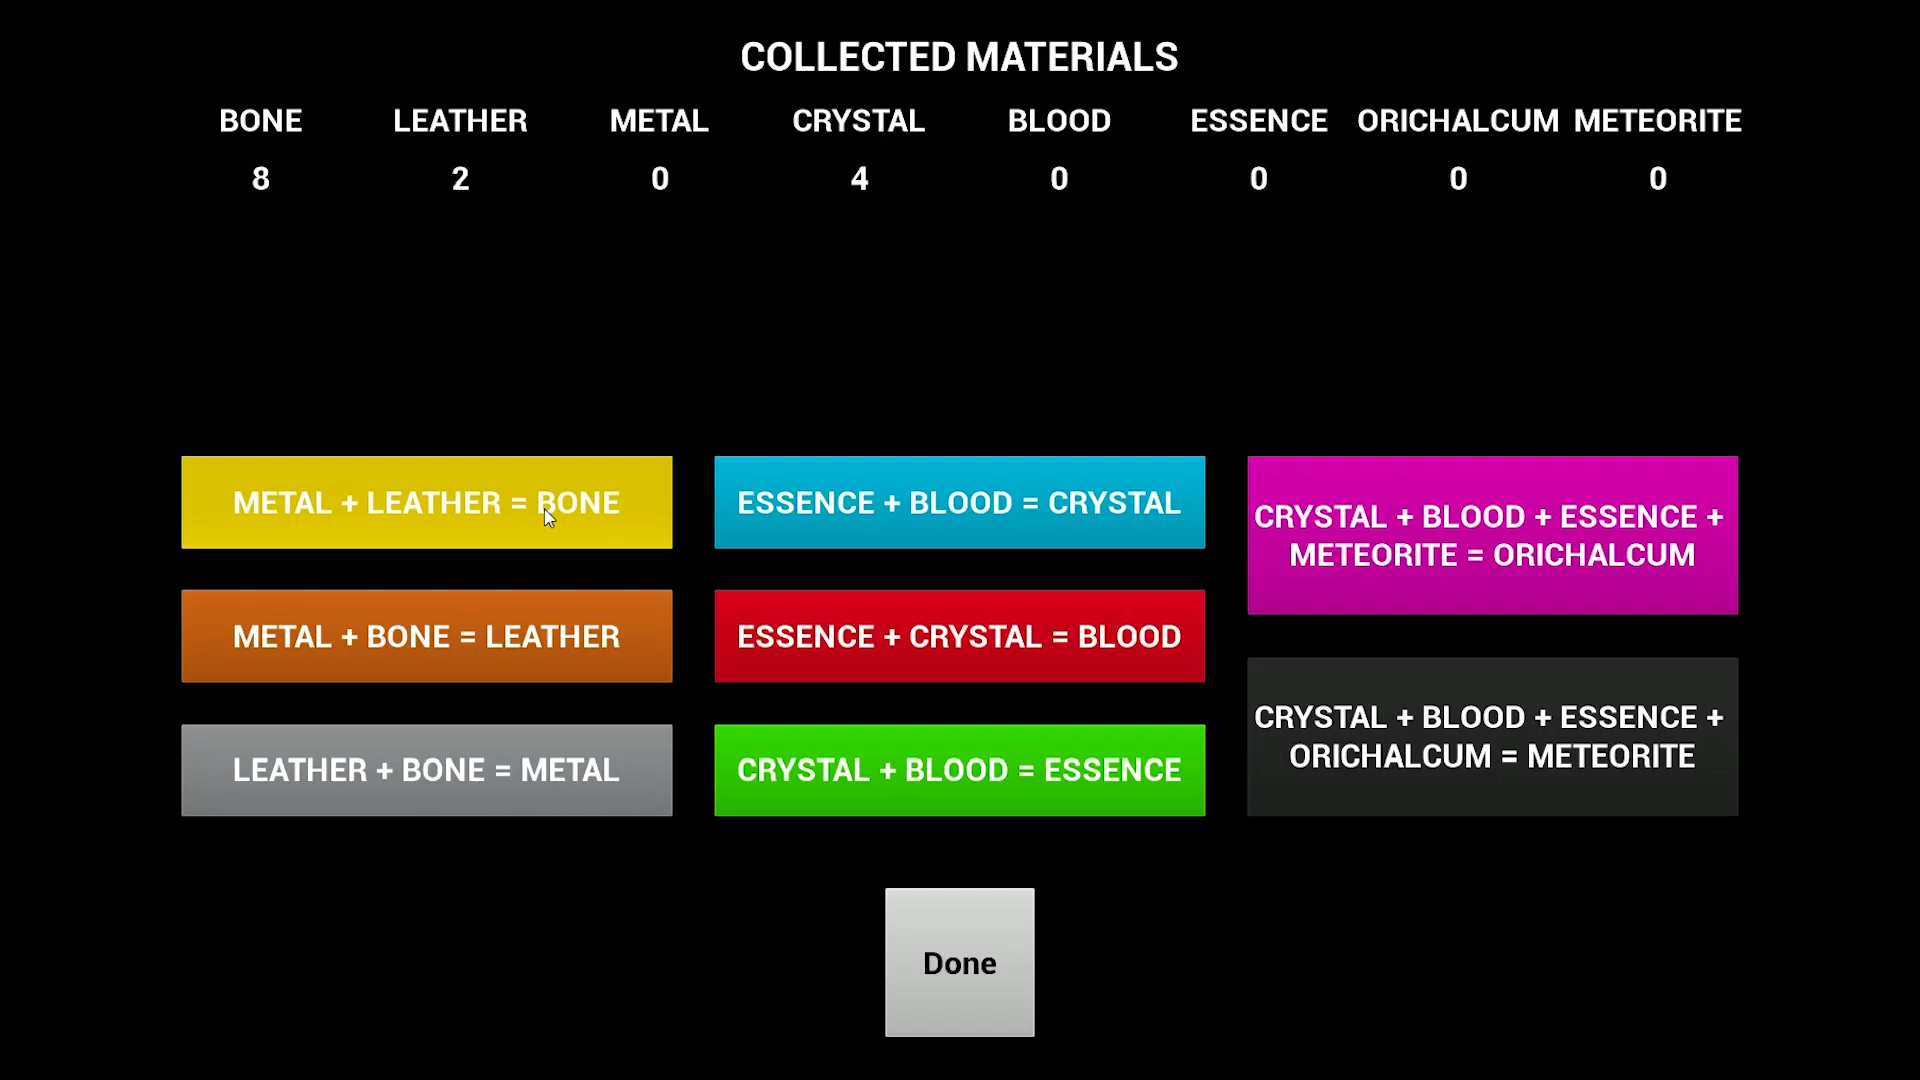 COLLECTED MATERIALS
BONE LEATHER METAL CRYSTAL BLOOD ESSENCE ORICHALCUM METEORITE
8 2 0 4 0 0 0 0
METAL + LEATHER = BONE
METAL + BONE = LEATHER
LEATHER + BONE = METAL
ESSENCE + BLOOD = CRYSTAL
ESSENCE + CRYSTAL = BLOOD
CRYSTAL + BLOOD = ESSENCE
CRYSTAL + BLOOD + ESSENCE +
METEORITE = ORICHALCUM
CRYSTAL + BLOOD + ESSENCE +
ORICHALCUM = METEORITE
Done